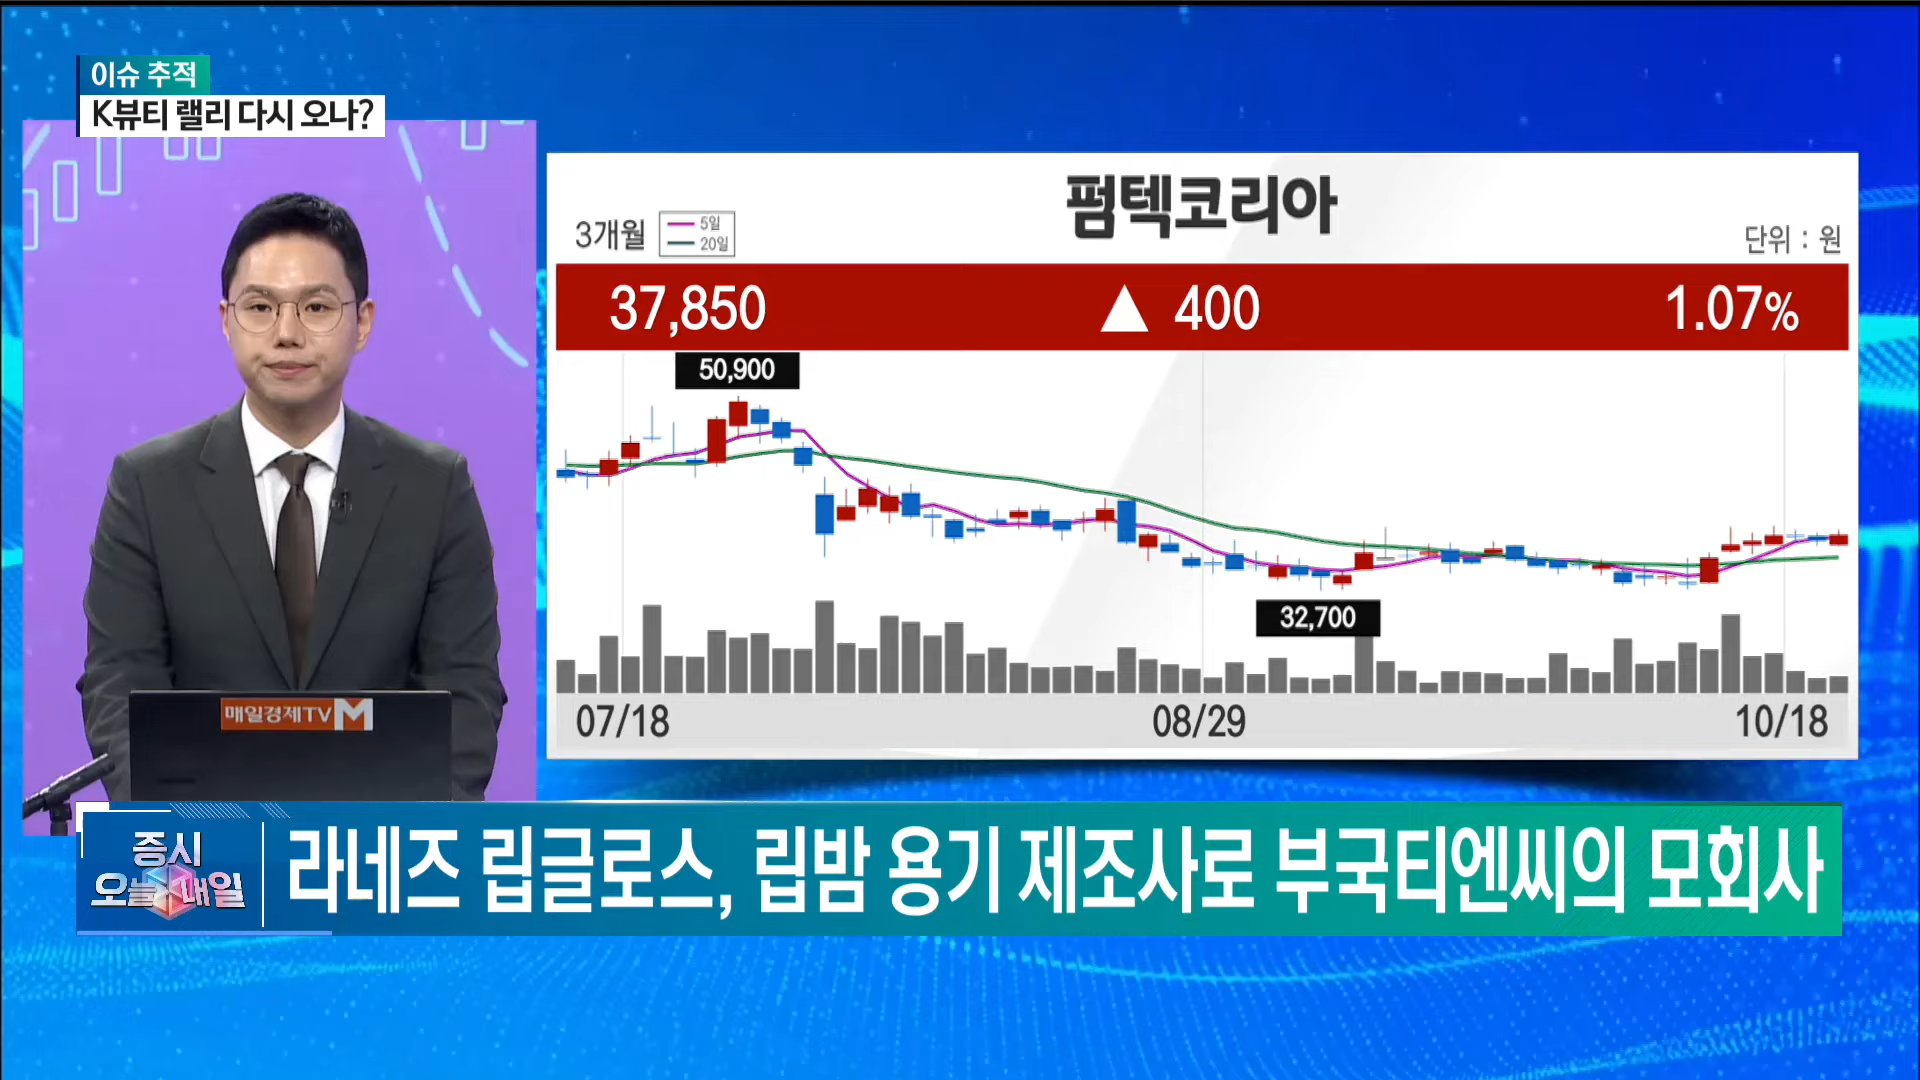 이슈 추적
K뷰티 랠리 다시 오나?
펌텍코리아
3개월
5일
20일
단위 : 원
37,850 ▲ 400 1.07%
50,900
32,700
07/18 08/29 10/18
매일경제TV M
증시
오늘 매일
라네즈 립글로스, 립밤 용기 제조사로 부국티엔씨의 모회사